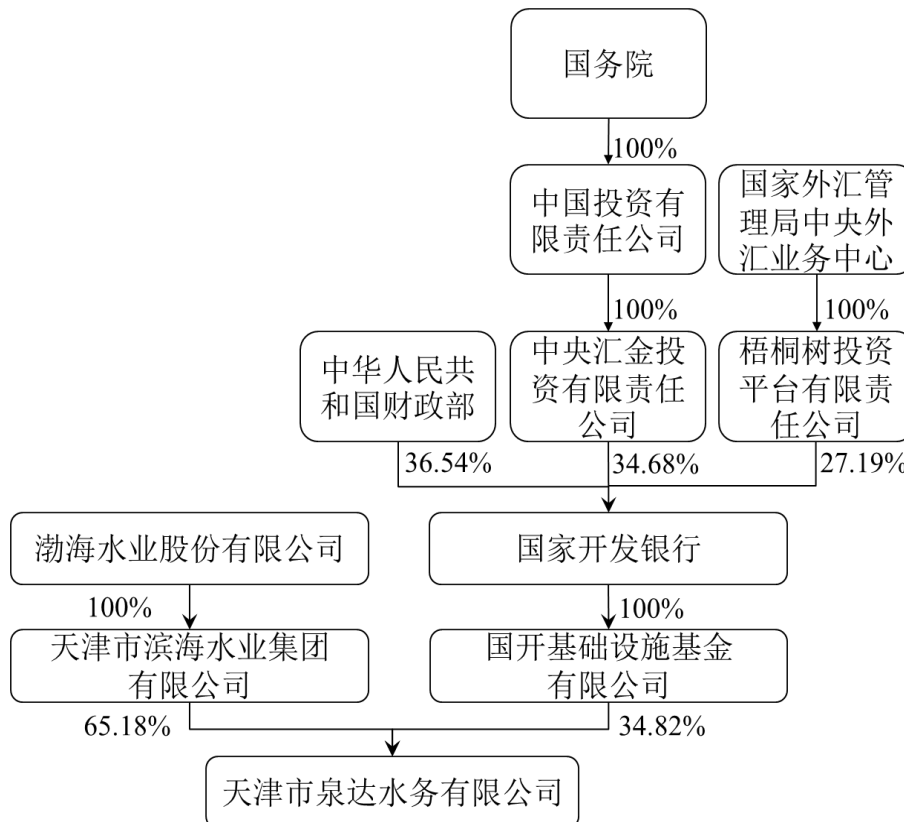 国务院
100%
中国投资有
限责任公司
国家外汇管
理局中央外
汇业务中心
100%
100%
中华人民共
和国财政部
中央汇金投
资有限责任
公司
梧桐树投资
平台有限责
任公司
36.54%
34.68%
27.19%
渤海水业股份有限公司
国家开发银行
100%
100%
天津市滨海水业集团
有限公司
国开基础设施基金
有限公司
65.18%
34.82%
天津市泉达水务有限公司